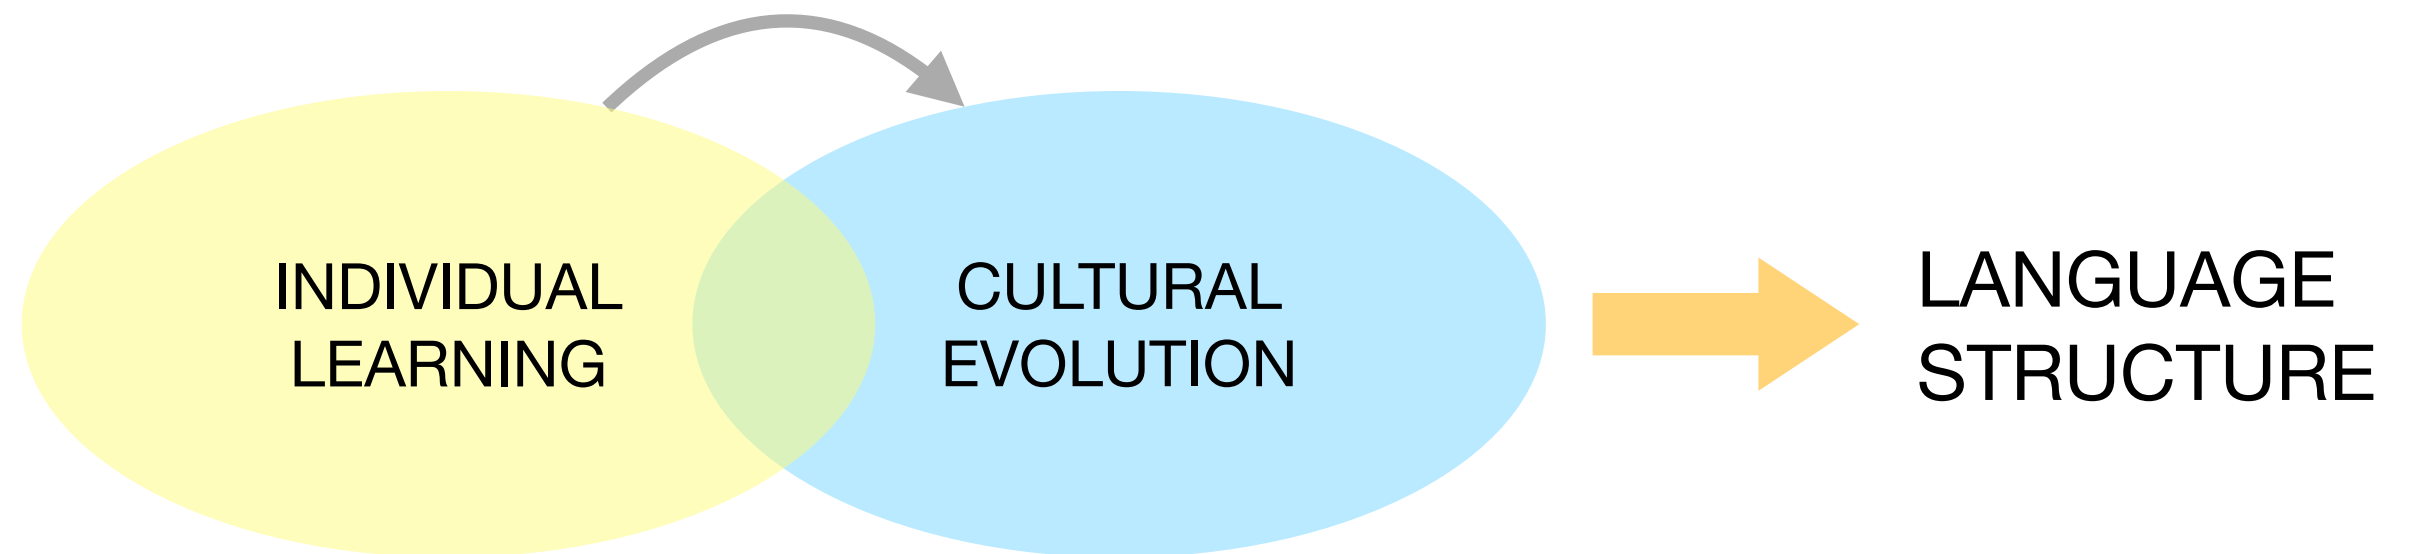 INDIVIDUAL
LEARNING
CULTURAL
EVOLUTION
LANGUAGE
STRUCTURE